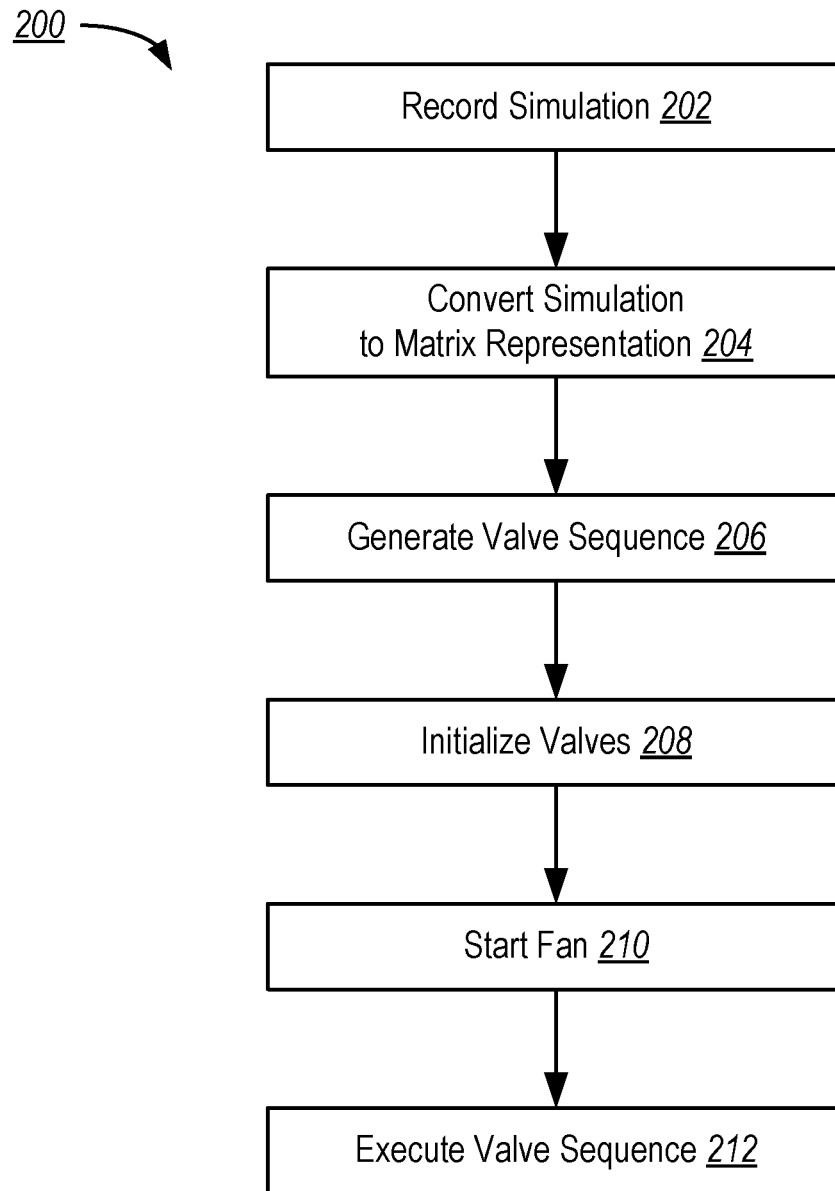 200
Record Simulation 202
Convert Simulation
to Matrix Representation 204
Generate Valve Sequence 206
Initialize Valves 208
Start Fan 210
Execute Valve Sequence 212